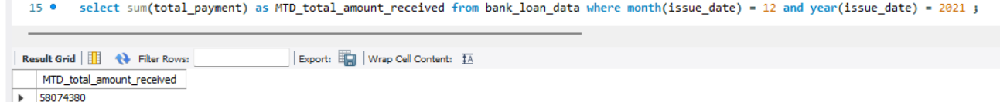 15 select sum(total_payment) as MTD_total_amount_received from bank_loan_data where month(issue_date) = 12 and year(issue_date) = 2021 ;
Result Grid Filter Rows: Export: Wrap Cell Content: IA
MTD_total_amount_received
58074380